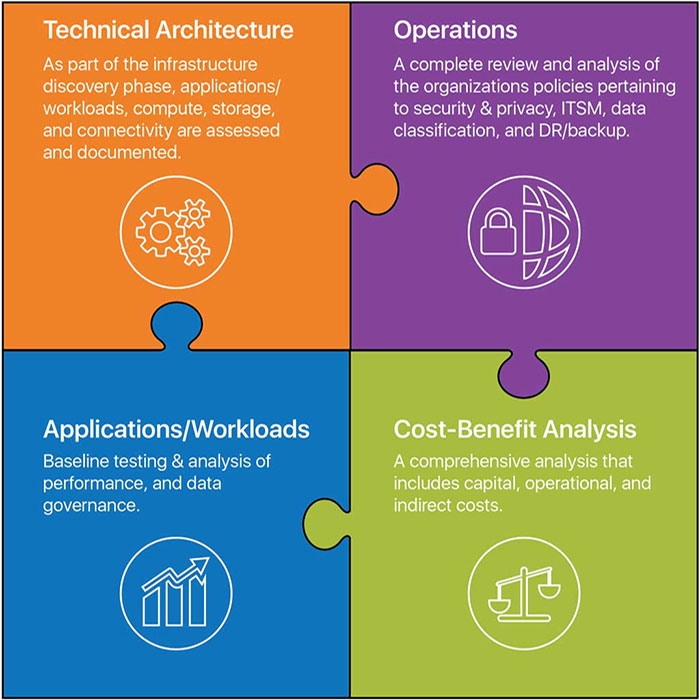 Technical Architecture
As part of the infrastructure
discovery phase, applications/
workloads, compute, storage,
and connectivity are assessed
and documented.
Operations
A complete review and analysis of
the organizations policies pertaining
to security & privacy, ITSM, data
classification, and DR/backup.
Applications/Workloads
Baseline testing & analysis of
performance, and data
governance.
Cost-Benefit Analysis
A comprehensive analysis that
includes capital, operational, and
indirect costs.